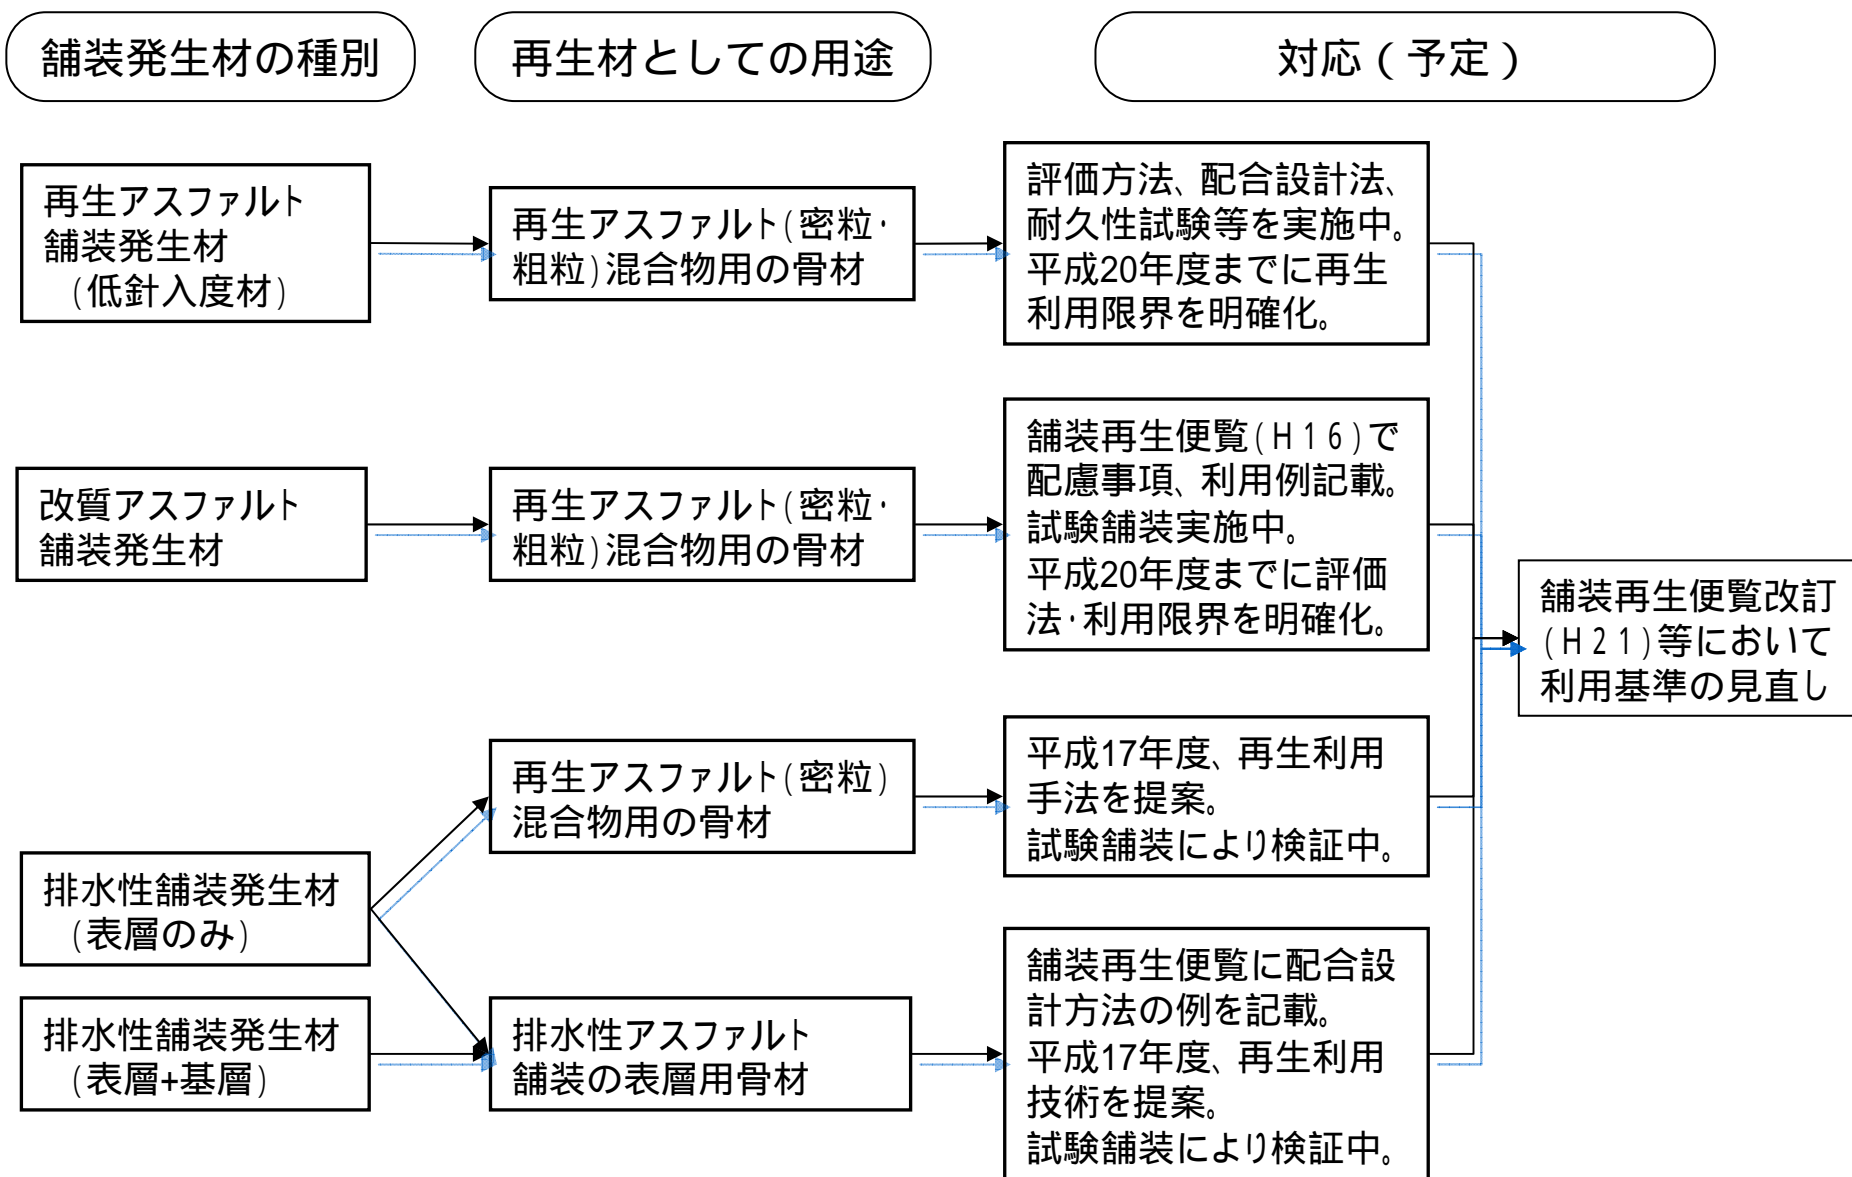 舗装発生材の種別
再生材としての用途
対応（予定）
再生アスファルト
舗装発生材
(低針入度材)
再生アスファルト(密粒・
粗粒)混合物用の骨材
評価方法、配合設計法、
耐久性試験等を実施中。
平成20年度までに再生
利用限界を明確化。
改質アスファルト
舗装発生材
再生アスファルト(密粒・
粗粒)混合物用の骨材
舗装再生便覧(H16)で
配慮事項、利用例記載。
試験舗装実施中。
平成20年度までに評価
法・利用限界を明確化。
舗装再生便覧改訂
(H21)等において
利用基準の見直し
再生アスファルト(密粒)
混合物用の骨材
平成17年度、再生利用
手法を提案。
試験舗装により検証中。
排水性舗装発生材
(表層のみ)
排水性舗装発生材
(表層+基層)
排水性アスファルト
舗装の表層用骨材
舗装再生便覧に配合設
計方法の例を記載。
平成17年度、再生利用
技術を提案。
試験舗装により検証中。